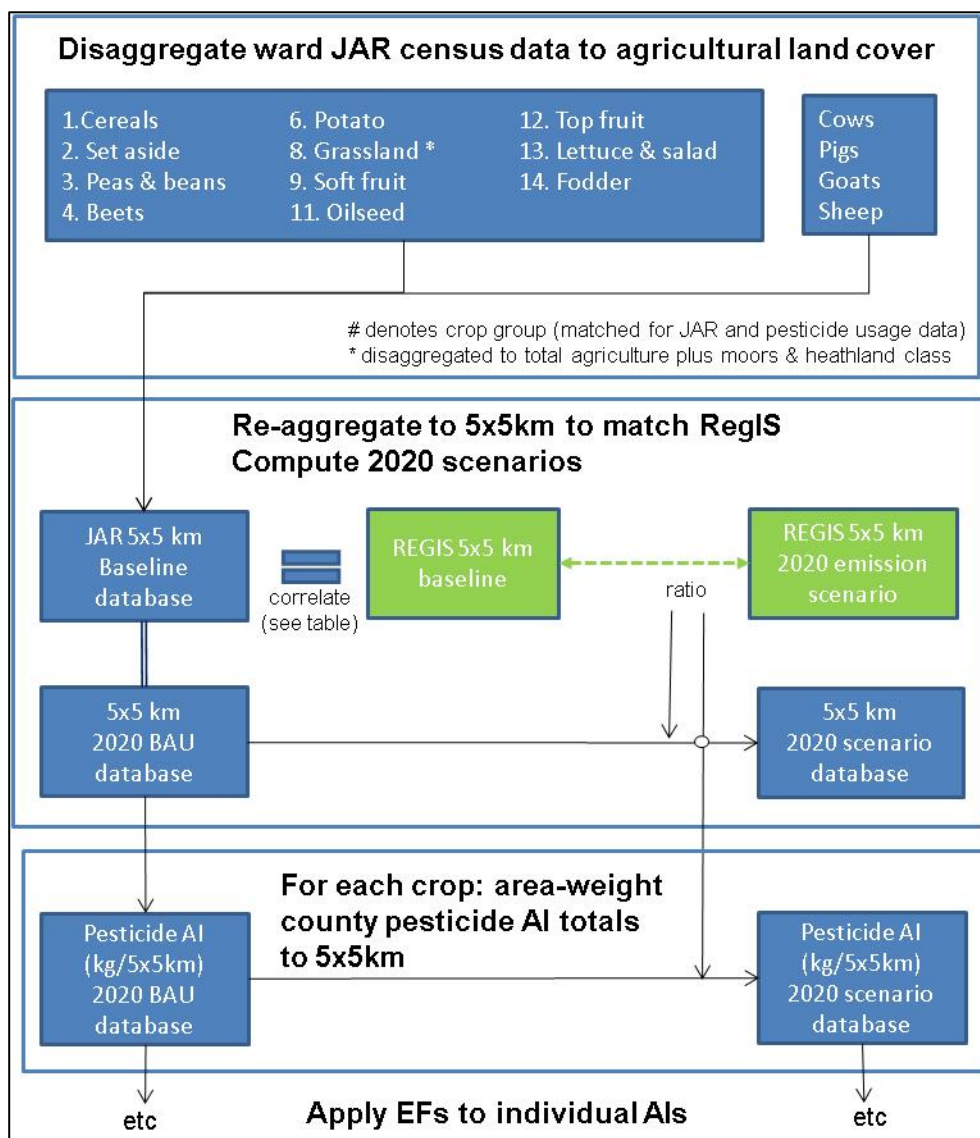 Disaggregate ward JAR census data to agricultural land cover
1.Cereals
2. Set aside
3. Peas & beans
4. Beets
6. Potato
8. Grassland *
9. Soft fruit
11. Oilseed
12. Top fruit
13. Lettuce & salad
14. Fodder
Cows
Pigs
Goats
Sheep
# denotes crop group (matched for JAR and pesticide usage data)
* disaggregated to total agriculture plus moors & heathland class
Re-aggregate to 5x5km to match RegIS
Compute 2020 scenarios
JAR 5x5 km
Baseline
database
correlate
(see table)
REGIS 5x5 km
baseline
ratio
REGIS 5x5 km
2020 emission
scenario
5x5 km
2020 BAU
database
5x5 km
2020 scenario
database
For each crop: area-weight
county pesticide AI totals
to 5x5km
Pesticide AI
(kg/5x5km)
2020 BAU
database
Pesticide AI
(kg/5x5km)
2020 scenario
database
etc
Apply EFs to individual AIs
etc